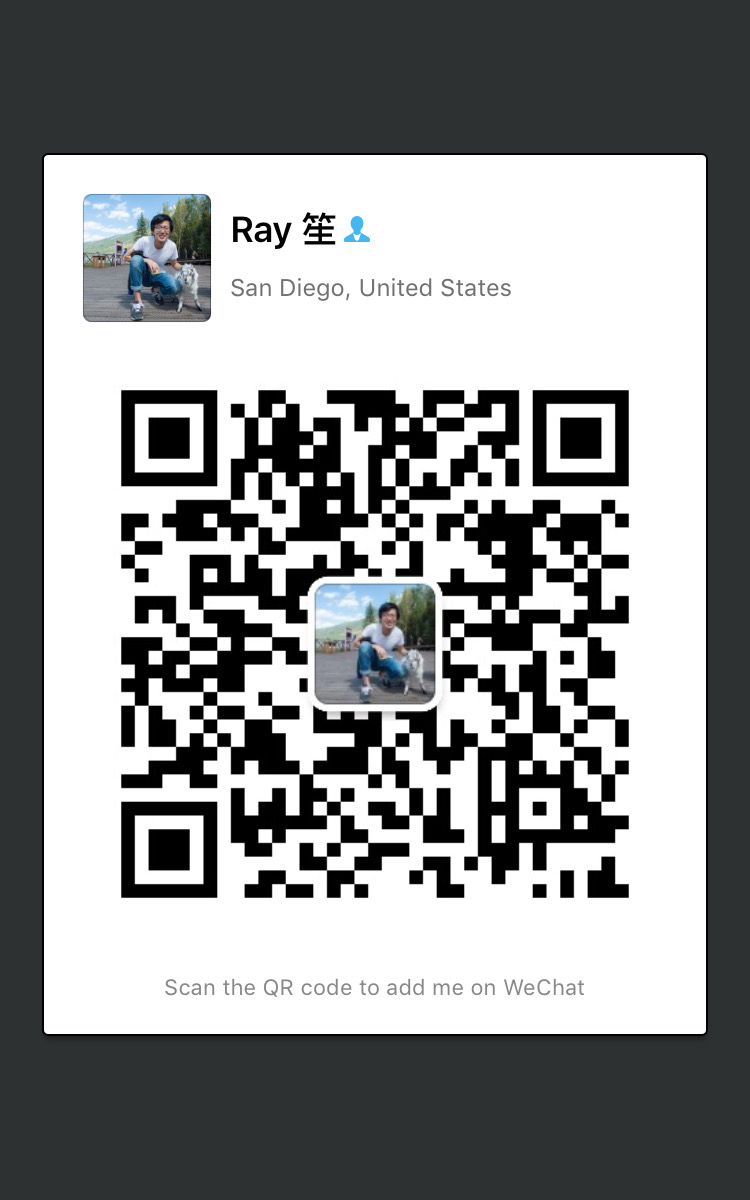 Ray 笙
San Diego, United States
Scan the QR code to add me on WeChat